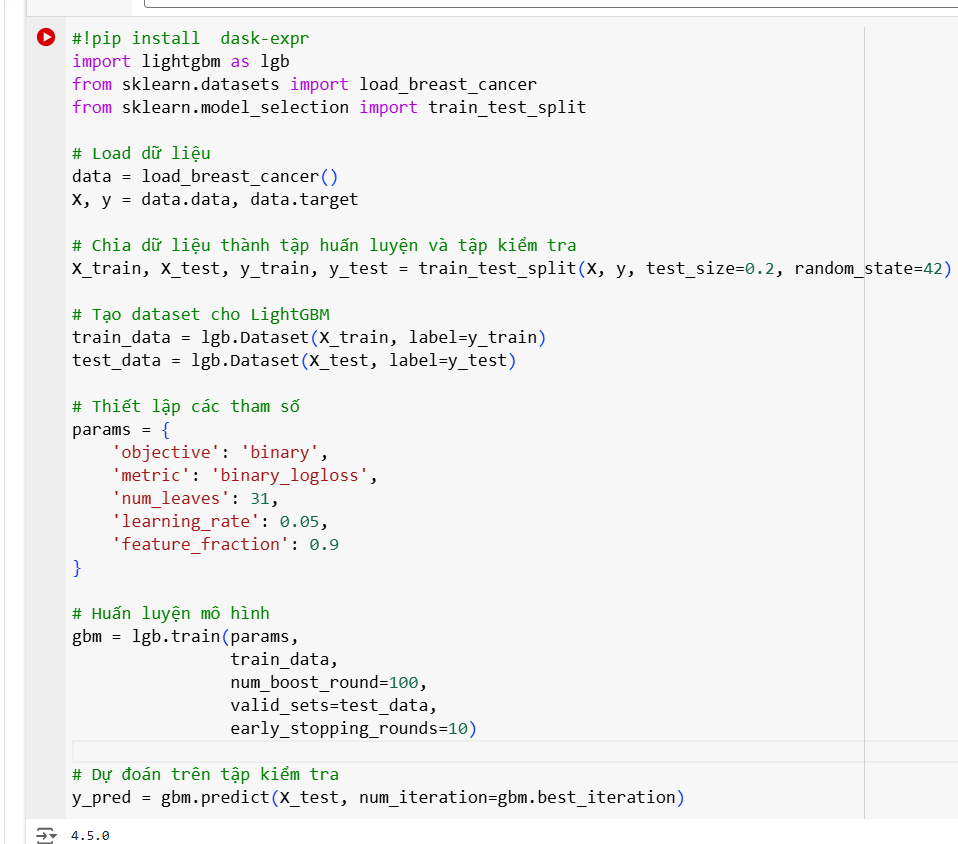 #!pip install  dask-expr
import lightgbm as lgb
from sklearn.datasets import load_breast_cancer
from sklearn.model_selection import train_test_split

# Load dữ liệu
data = load_breast_cancer()
X, y = data.data, data.target

# Chia dữ liệu thành tập huấn luyện và tập kiểm tra
X_train, X_test, y_train, y_test = train_test_split(X, y, test_size=0.2, random_state=42)

# Tạo dataset cho LightGBM
train_data = lgb.Dataset(X_train, label=y_train)
test_data = lgb.Dataset(X_test, label=y_test)

# Thiết lập các tham số
params = {
    'objective': 'binary',
    'metric': 'binary_logloss',
    'num_leaves': 31,
    'learning_rate': 0.05,
    'feature_fraction': 0.9
}

# Huấn luyện mô hình
gbm = lgb.train(params,
                train_data,
                num_boost_round=100,
                valid_sets=test_data,
                early_stopping_rounds=10)

# Dự đoán trên tập kiểm tra
y_pred = gbm.predict(X_test, num_iteration=gbm.best_iteration)
4.5.0